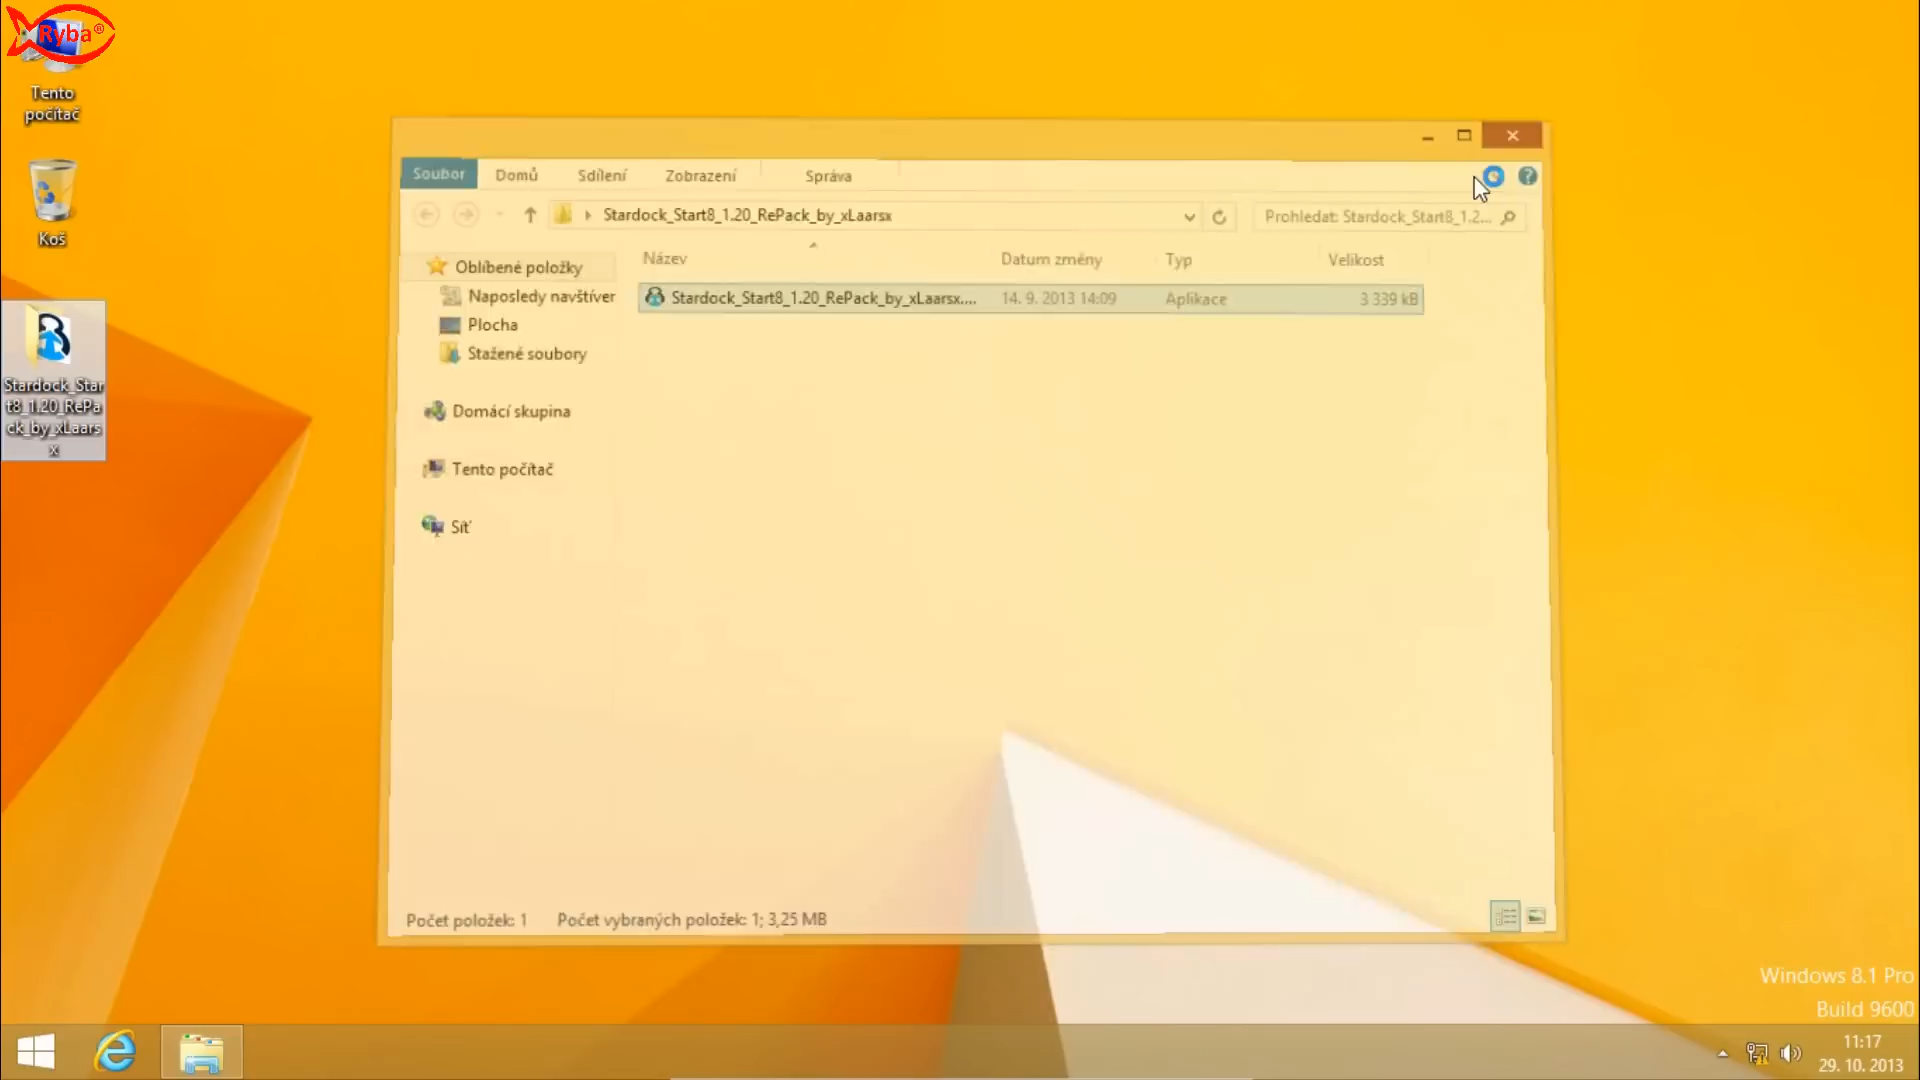 Ryba®
Tento
počítač
Koš
Stardock_Star
t8_1.20_RePa
ck_by_xLaars
x
Soubor
Domů
Sdílení
Zobrazení
Správa
Stardock_Start8_1.20_RePack_by_xLaarsx
Prohledat: Stardock_Start8_1.2...
Název
Datum změny
Typ
Velikost
Stardock_Start8_1.20_RePack_by_xLaarsx....
14. 9. 2013 14:09
Aplikace
3 339 kB
Oblíbené položky
Naposledy navštíver
Plocha
Stažené soubory
Domácí skupina
Tento počítač
Síť
Počet položek: 1
Počet vybraných položek: 1; 3,25 MB
Windows 8.1 Pro
Build 9600
11:17
29. 10. 2013